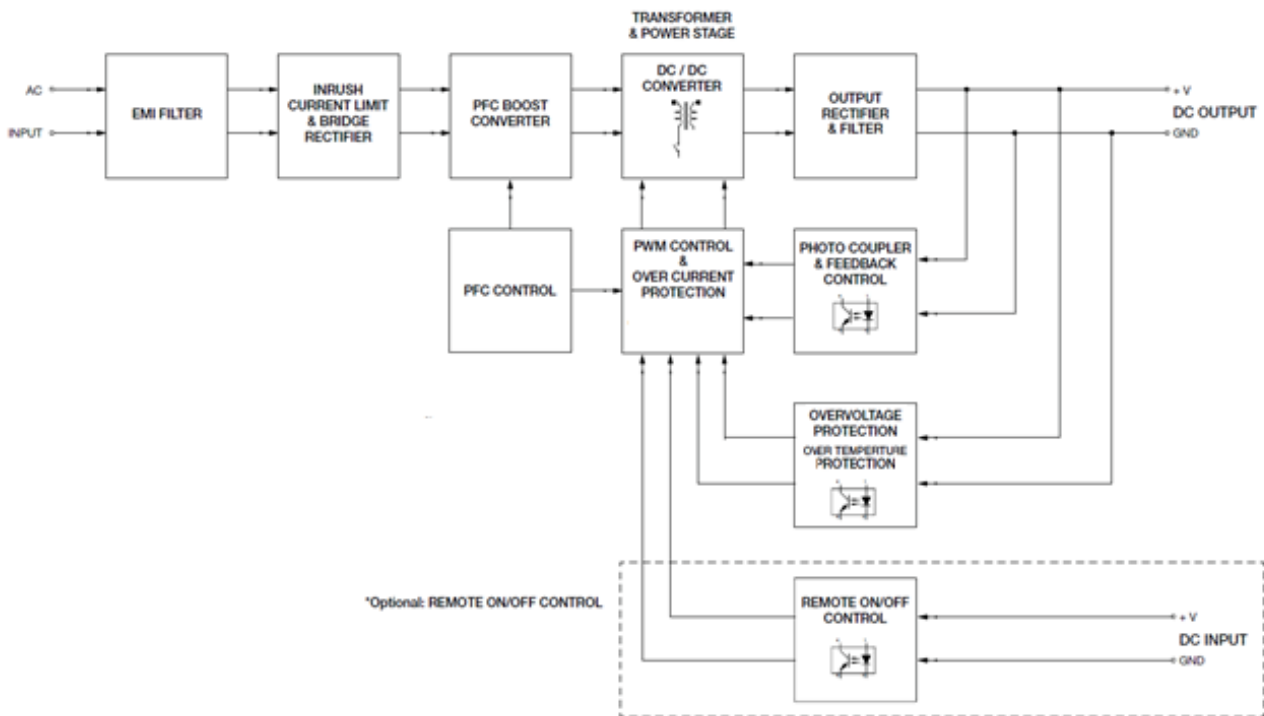 TRANSFORMER
& POWER STAGE
AC
INPUT
EMI FILTER
INRUSH
CURRENT LIMIT
& BRIDGE
RECTIFIER
PFC BOOST
CONVERTER
DC / DC
CONVERTER
OUTPUT
RECTIFIER
& FILTER
+ V
DC OUTPUT
GND
PFC CONTROL
PWM CONTROL
&
OVER CURRENT
PROTECTION
PHOTO COUPLER
& FEEDBACK
CONTROL
OVERVOLTAGE
PROTECTION
OVER TEMPERTURE
PROTECTION
*Optional: REMOTE ON/OFF CONTROL
REMOTE ON/OFF
CONTROL
+ V
DC INPUT
GND